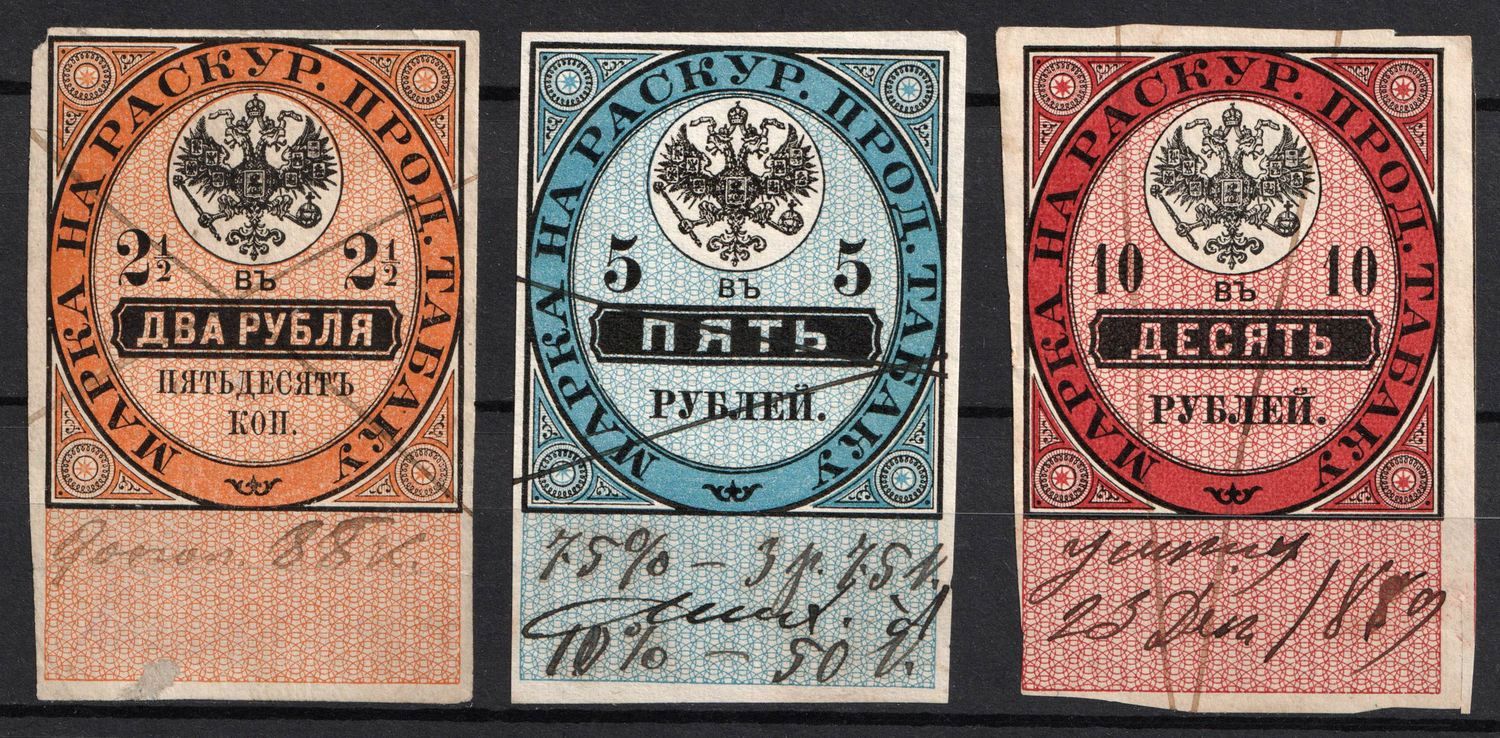 МАРКА НА РАСКУР. ПРОД. ТАБАКУ
2½ 2½
ВЪ
ДВА РУБЛЯ
ПЯТЬДЕСЯТЪ
КОП.
88 к.
МАРКА НА РАСКУР. ПРОД. ТАБАКУ
5 5
ВЪ
ПЯТЬ
РУБЛЕЙ.
75% – 3 р. 75 к.
10% – 50
МАРКА НА РАСКУР. ПРОД. ТАБАКУ
10 10
ВЪ
ДЕСЯТЬ
РУБЛЕЙ.
23 Дек. 1889